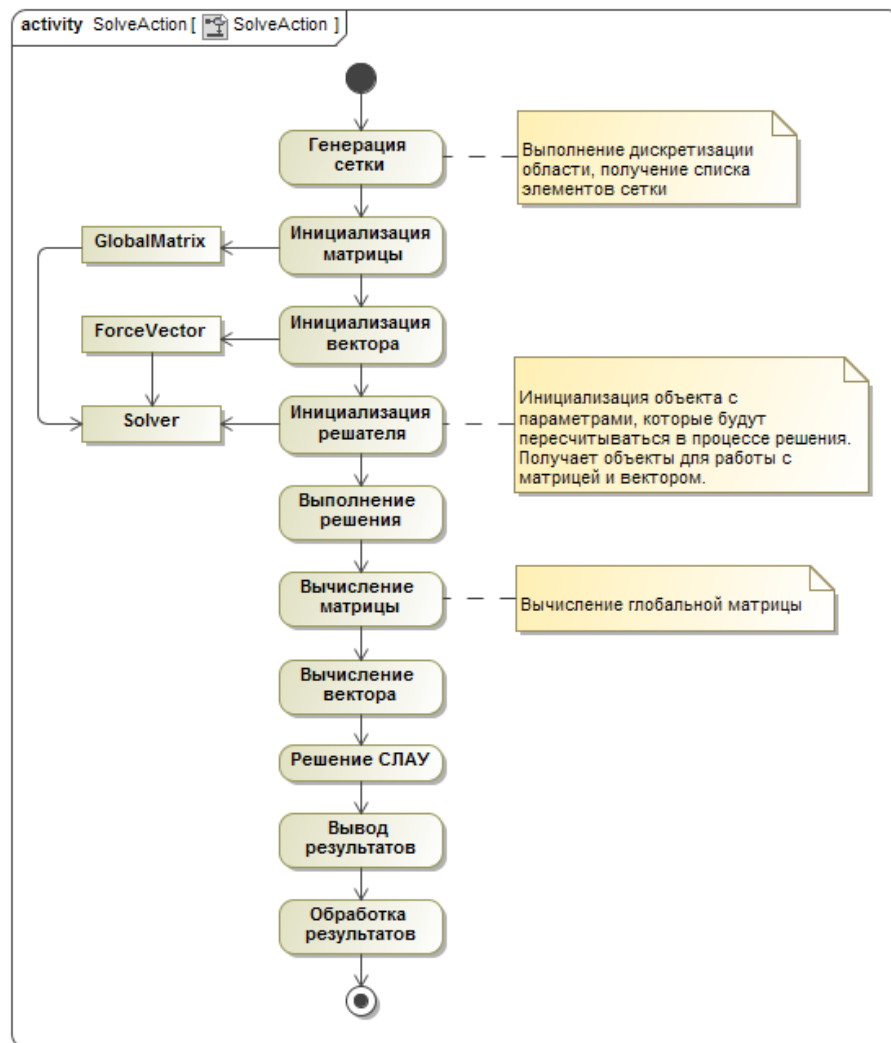 activity SolveAction [ SolveAction ]
Генерация
сетки
Выполнение дискретизации
области, получение списка
элементов сетки
GlobalMatrix
Инициализация
матрицы
ForceVector
Инициализация
вектора
Solver
Инициализация
решателя
Инициализация объекта с
параметрами, которые будут
пересчитываться в процессе решения.
Получает объекты для работы с
матрицей и вектором.
Выполнение
решения
Вычисление
матрицы
Вычисление глобальной матрицы
Вычисление
вектора
Решение СЛАУ
Вывод
результатов
Обработка
результатов